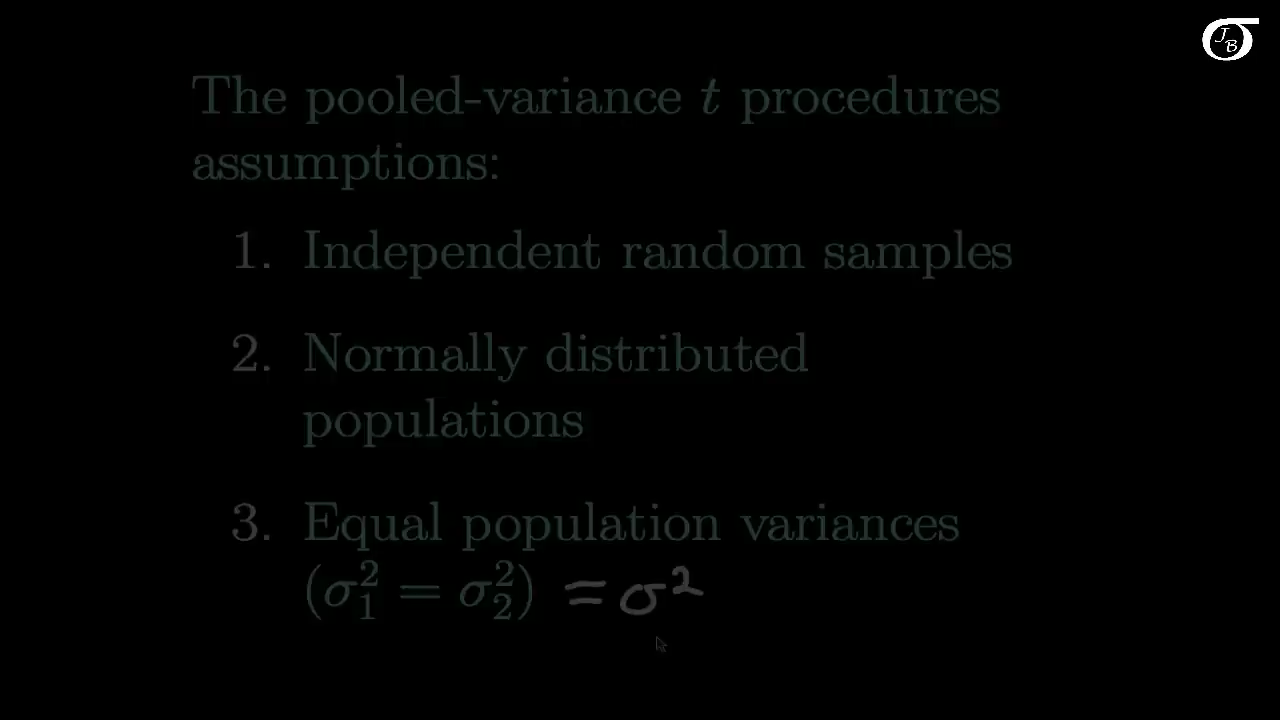 JB
The pooled-variance t procedures
assumptions:
1. Independent random samples
2. Normally distributed
populations
3. Equal population variances
(σ₁² = σ₂²) = σ²